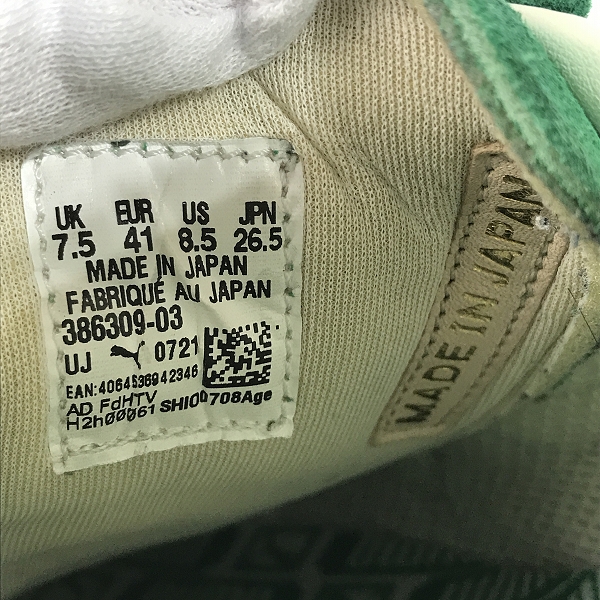 UK EUR US JPN
7.5 41 8.5 26.5
MADE IN JAPAN
FABRIQUÉ AU JAPAN
386309-03
UJ 0721
EAN:4064536942346
AD FdHTV
H2h00061 SHIO0708Age
MADE IN JAPAN